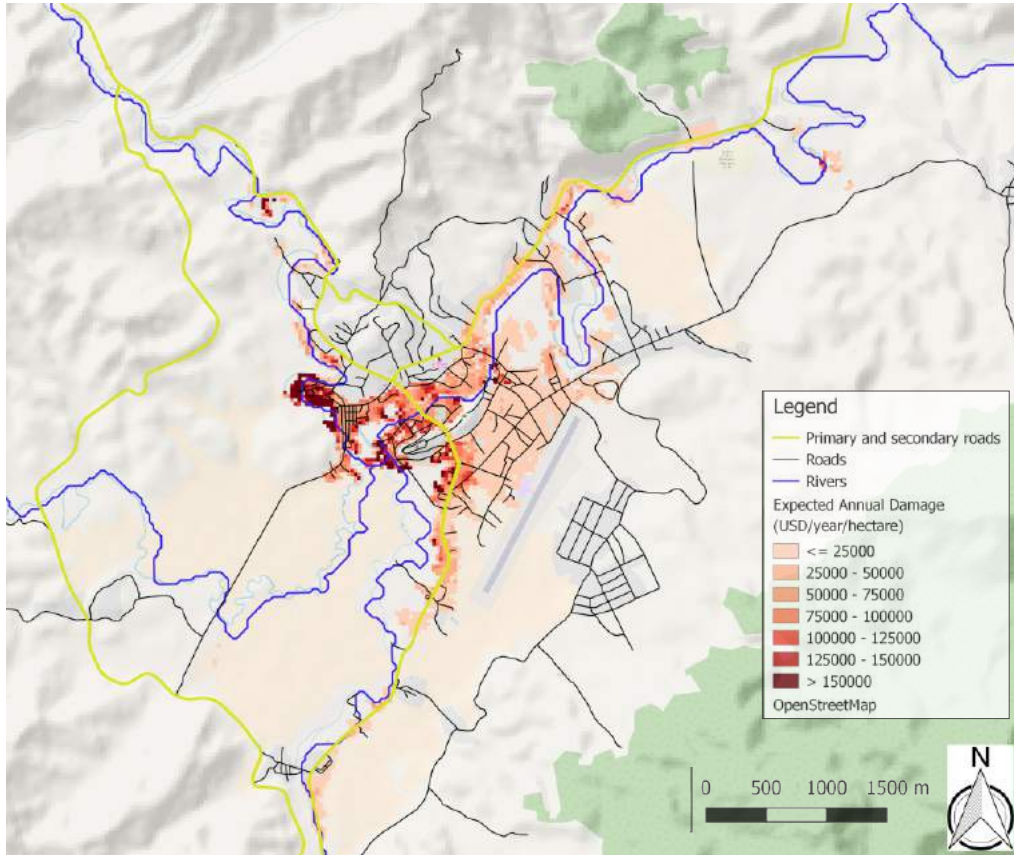 Legend
Primary and secondary roads
Roads
Rivers
Expected Annual Damage
(USD/year/hectare)
<= 25000
25000 - 50000
50000 - 75000
75000 - 100000
100000 - 125000
125000 - 150000
> 150000
OpenStreetMap
N
0 500 1000 1500 m